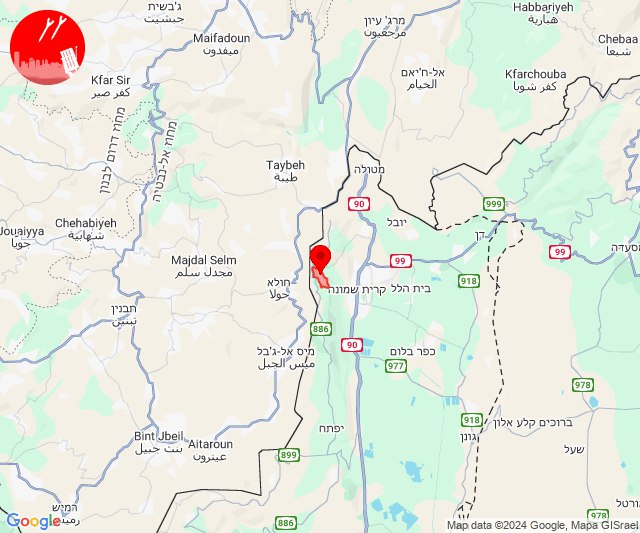 ג'בשית
جبشيت
Habbariyeh
هبارية
מרג' עיון
مرجعيون
Maifadoun
ميفدون
Chebaa
شبعا
Kfar Sir
كفر صير
אל-ח'יאם
الخيام
Kfarchouba
كفر شوبا
מחוז דרום לבנון
מחוז אל-נבטיה
Taybeh
طيبة
מטולה
999
90
יובל
Chehabiyeh
شهابية
Jouaiyya
جويا
דן
מסעדה
99
99
Majdal Selm
مجدل سلم
חולא
حولا
קרית שמונה
בית הלל
918
תבנין
تبنين
886
90
מיס אל-ג'בל
ميس الجبل
כפר בלום
977
978
יפתח
918
ברוכים קלע אלון
גונן
שעל
Bint Jbeil
بنت جبيل
Aitaroun
عيترون
899
978
רמיש
886
978
Google
Map data ©2024 Google, Mapa GISrael